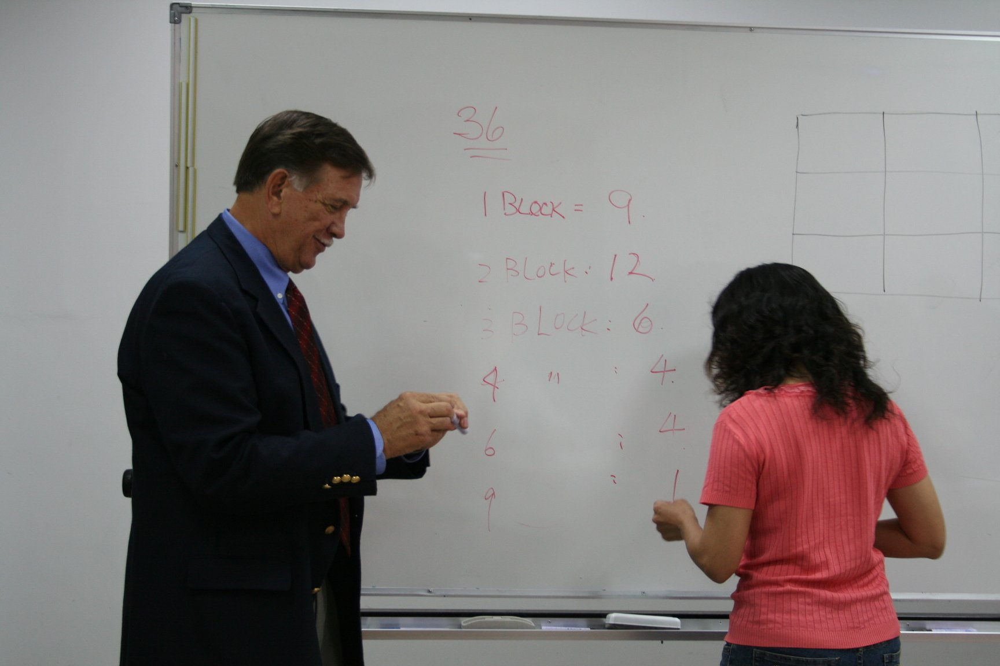 36
1 BLOCK = 9.
2 BLOCK : 12
3 BLOCK : 6.
4 " : 4.
6 : 4.
9 : 1